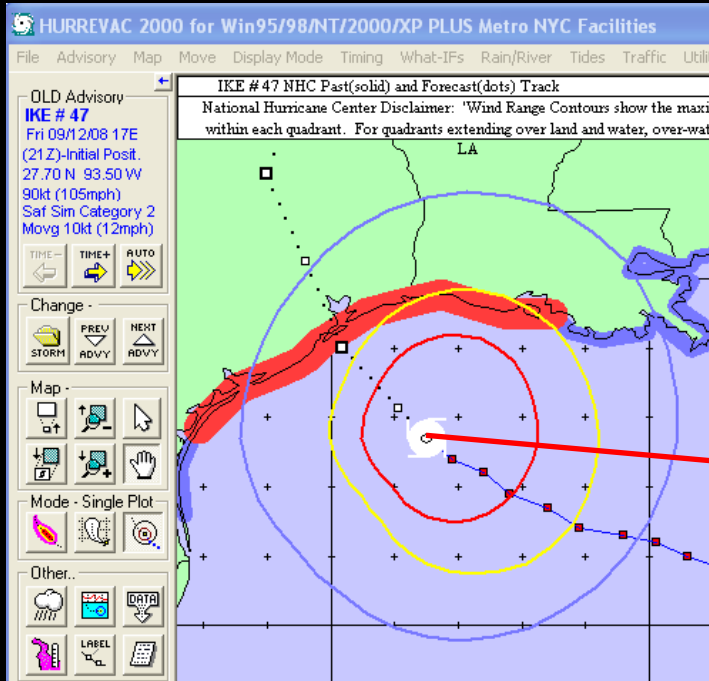 HURREVAC 2000 for Win95/98/NT/2000/XP PLUS Metro NYC Facilities
File Advisory Map Move Display Mode Timing What-IFs Rain/River Tides Traffic Utili
OLD Advisory
IKE # 47
Fri 09/12/08 17E
(21Z)-Initial Posit.
27.70 N 93.50 W
90kt (105mph)
Saf Sim Category 2
Movg 10kt (12mph)
TIME- TIME+ AUTO
Change -
STORM PREV ADVY NEXT ADVY
Map -
Mode - Single Plot
Other..
DATA
LABEL
IKE # 47 NHC Past(solid) and Forecast(dots) Track
National Hurricane Center Disclaimer: 'Wind Range Contours show the maxi
within each quadrant. For quadrants extending over land and water, over-wat
LA